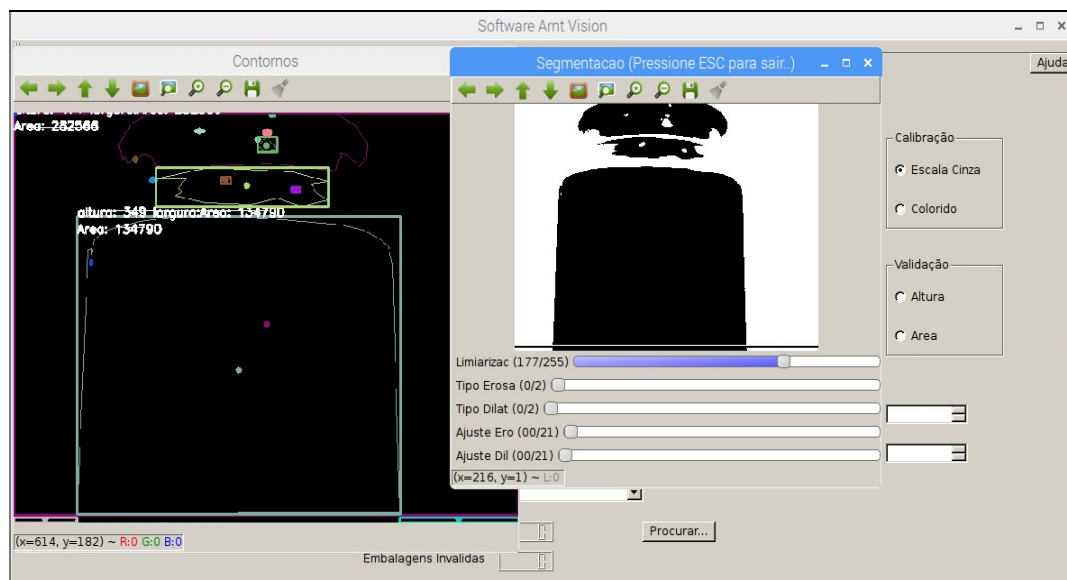 Software Arnt Vision
Contornos
Segmentacao (Pressione ESC para sair..)
Ajuda
Area: 282566
altura: 349 largura:Area: 134790
Area: 134790
Calibração
Escala Cinza
Colorido
Validação
Altura
Area
Limiarizac (177/255)
Tipo Erosa (0/2)
Tipo Dilat (0/2)
Ajuste Ero (00/21)
Ajuste Dil (00/21)
(x=216, y=1) ~ L:0
(x=614, y=182) ~ R:0 G:0 B:0
Procurar...
Embalagens Invalidas